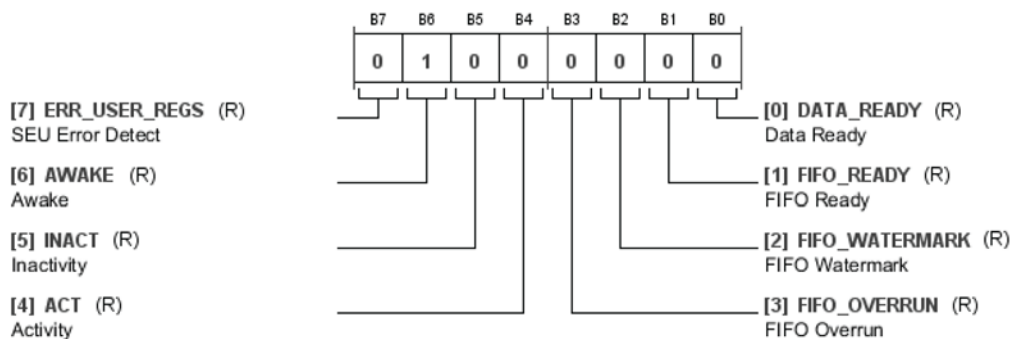 B7 B6 B5 B4 B3 B2 B1 B0
0 1 0 0 0 0 0 0
[7] ERR_USER_REGS (R)
SEU Error Detect
[0] DATA_READY (R)
Data Ready
[6] AWAKE (R)
Awake
[1] FIFO_READY (R)
FIFO Ready
[5] INACT (R)
Inactivity
[2] FIFO_WATERMARK (R)
FIFO Watermark
[4] ACT (R)
Activity
[3] FIFO_OVERRUN (R)
FIFO Overrun